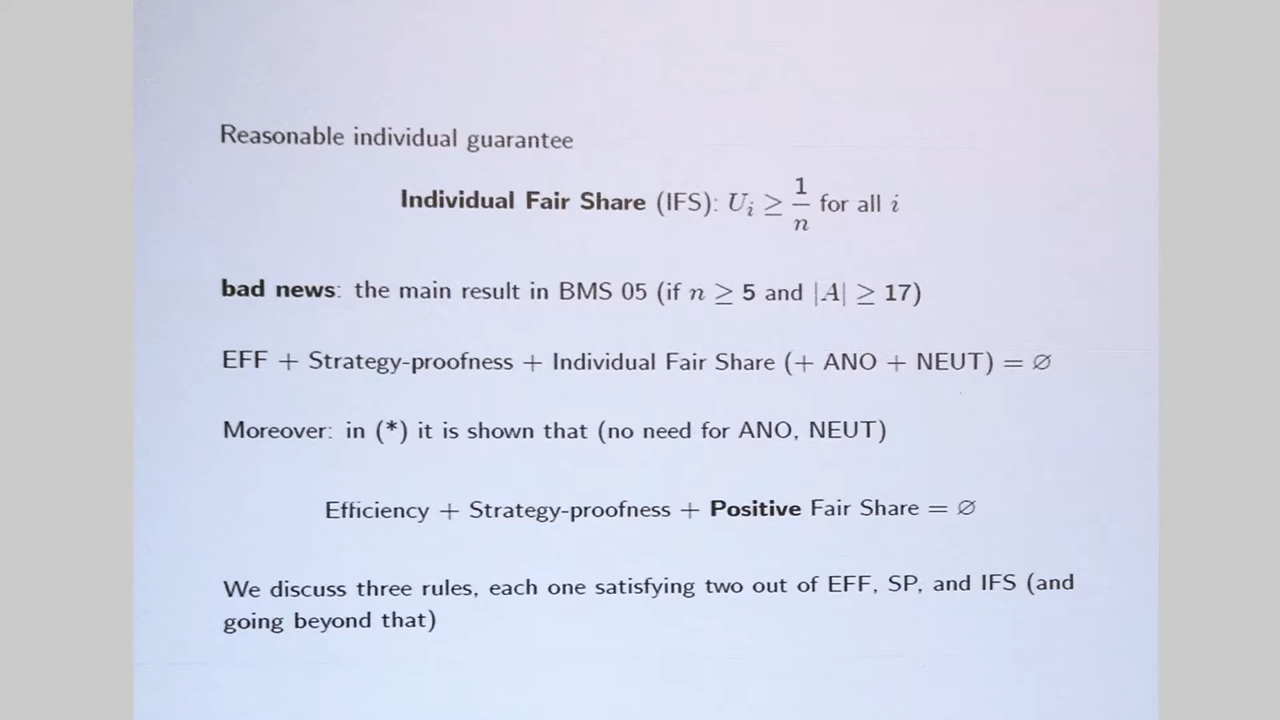 Reasonable individual guarantee
Individual Fair Share (IFS): U_i ≥ 1/n for all i
bad news: the main result in BMS 05 (if n ≥ 5 and |A| ≥ 17)
EFF + Strategy-proofness + Individual Fair Share (+ ANO + NEUT) = ∅
Moreover: in (*) it is shown that (no need for ANO, NEUT)
Efficiency + Strategy-proofness + Positive Fair Share = ∅
We discuss three rules, each one satisfying two out of EFF, SP, and IFS (and
going beyond that)